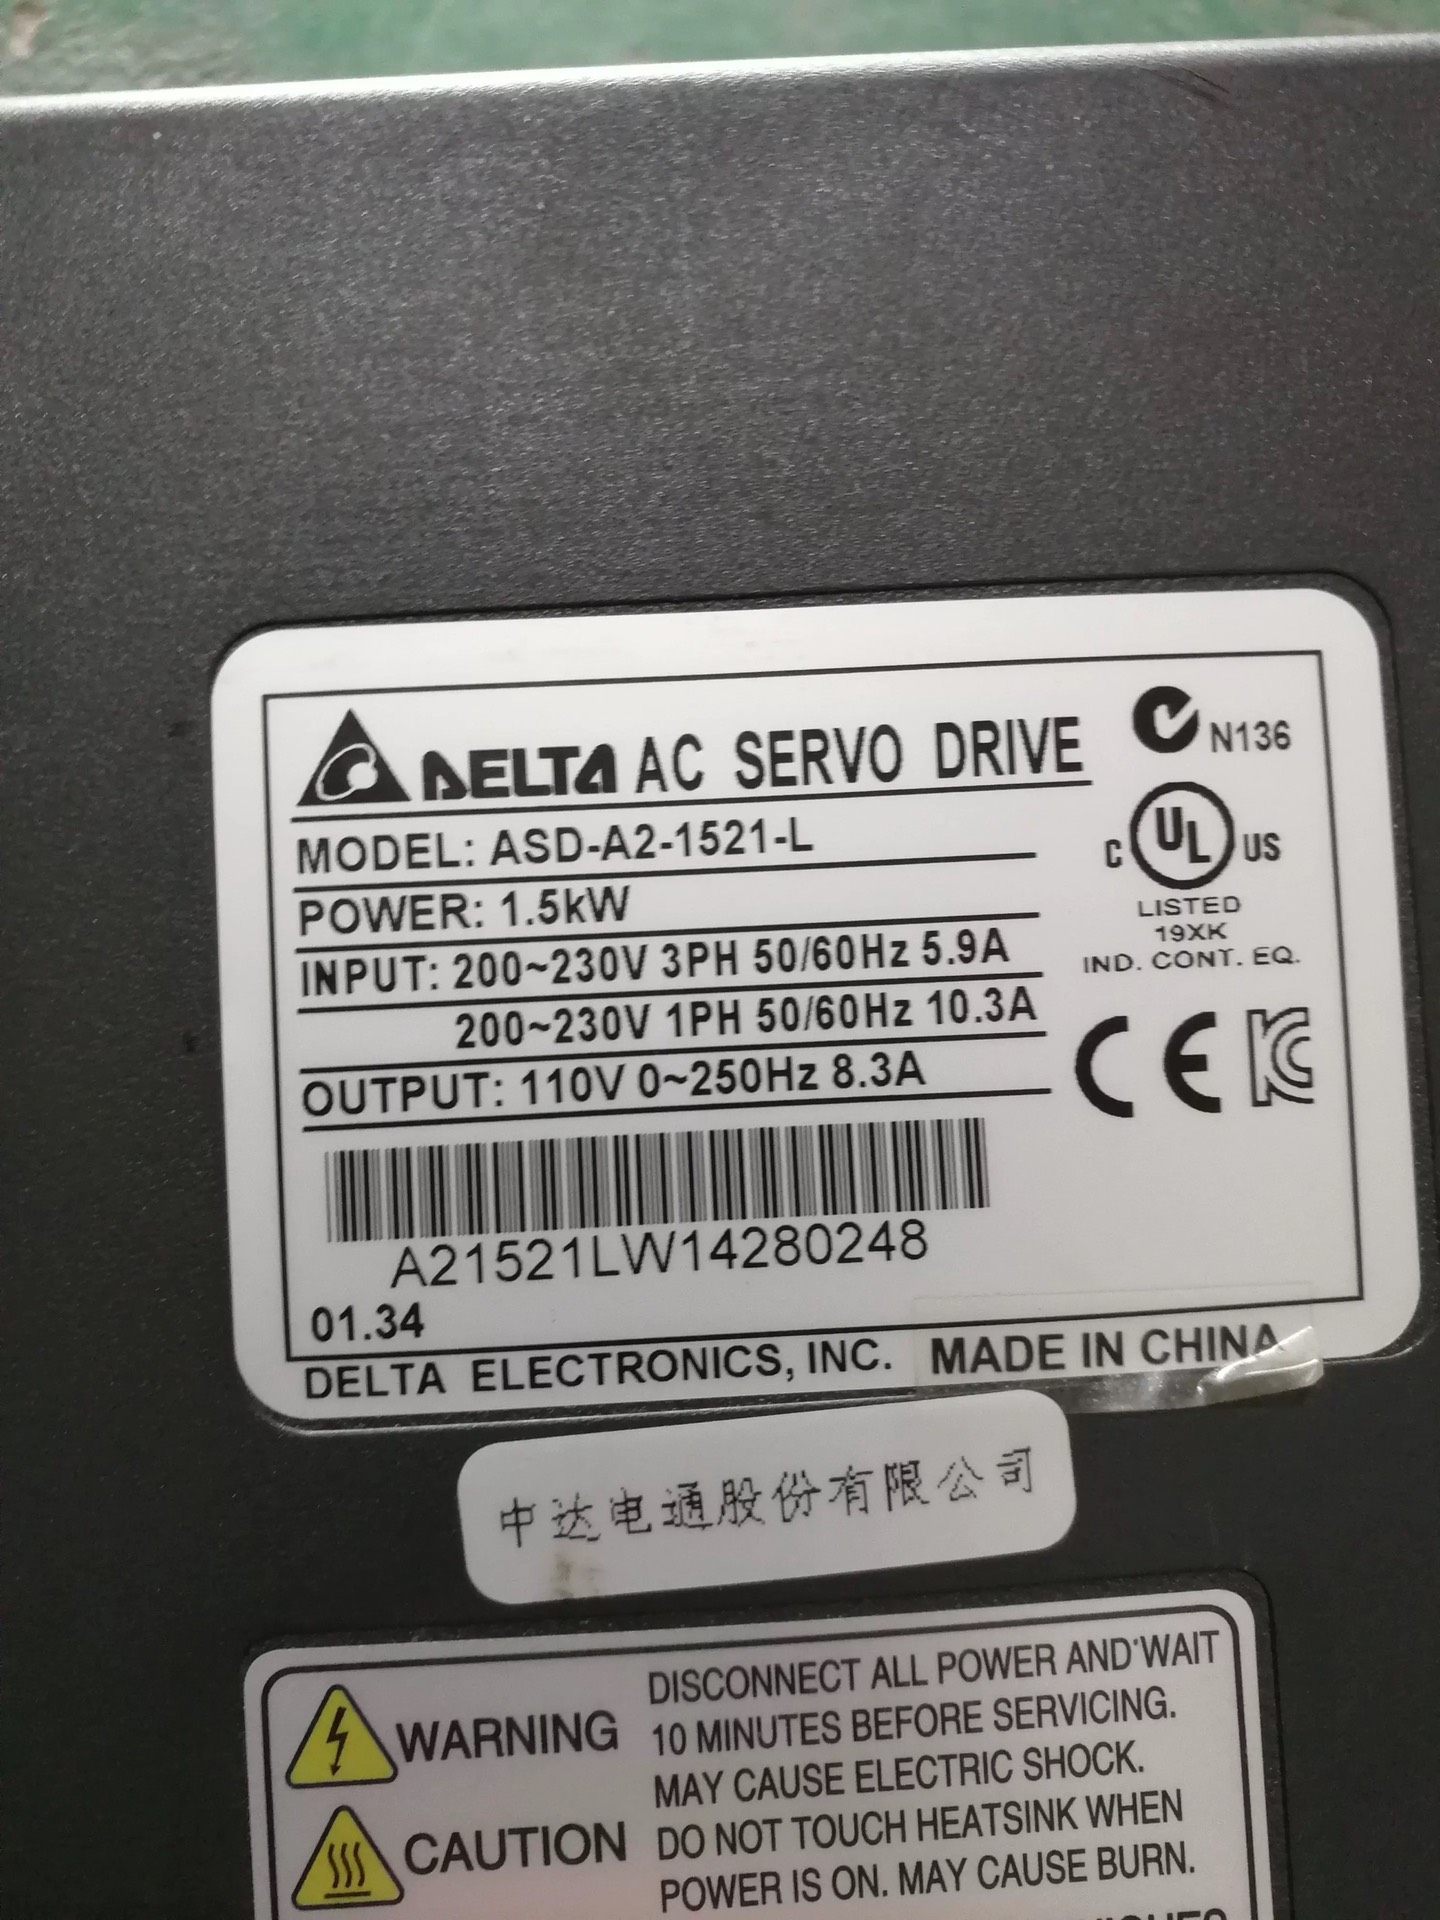 DELTA AC SERVO DRIVE
N136
MODEL: ASD-A2-1521-L
POWER: 1.5kW
INPUT: 200~230V 3PH 50/60Hz 5.9A
200~230V 1PH 50/60Hz 10.3A
OUTPUT: 110V 0~250Hz 8.3A
C UL US
LISTED
19XK
IND. CONT. EQ.
CE KC
A21521LW14280248
01.34
DELTA ELECTRONICS, INC. MADE IN CHINA
中达电通股份有限公司
WARNING
DISCONNECT ALL POWER AND WAIT
10 MINUTES BEFORE SERVICING.
MAY CAUSE ELECTRIC SHOCK.
CAUTION
DO NOT TOUCH HEATSINK WHEN
POWER IS ON. MAY CAUSE BURN.